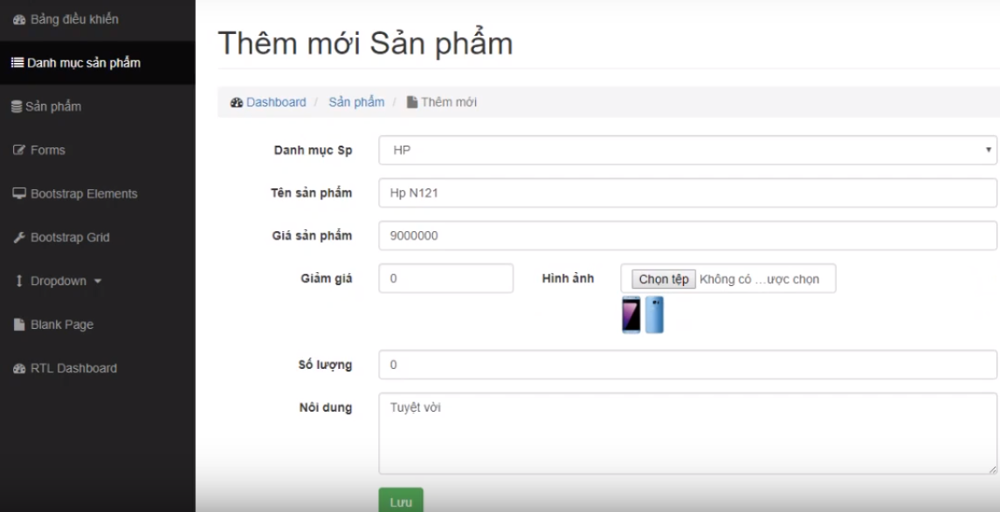 Bảng điều khiển
Danh mục sản phẩm
Sản phẩm
Forms
Bootstrap Elements
Bootstrap Grid
Dropdown
Blank Page
RTL Dashboard
Thêm mới Sản phẩm
Dashboard / Sản phẩm / Thêm mới
Danh mục Sp HP
Tên sản phẩm Hp N121
Giá sản phẩm 9000000
Giảm giá 0 Hình ảnh Chọn tệp Không có ...ược chọn
Số lượng 0
Nôi dung Tuyệt vời
Lưu